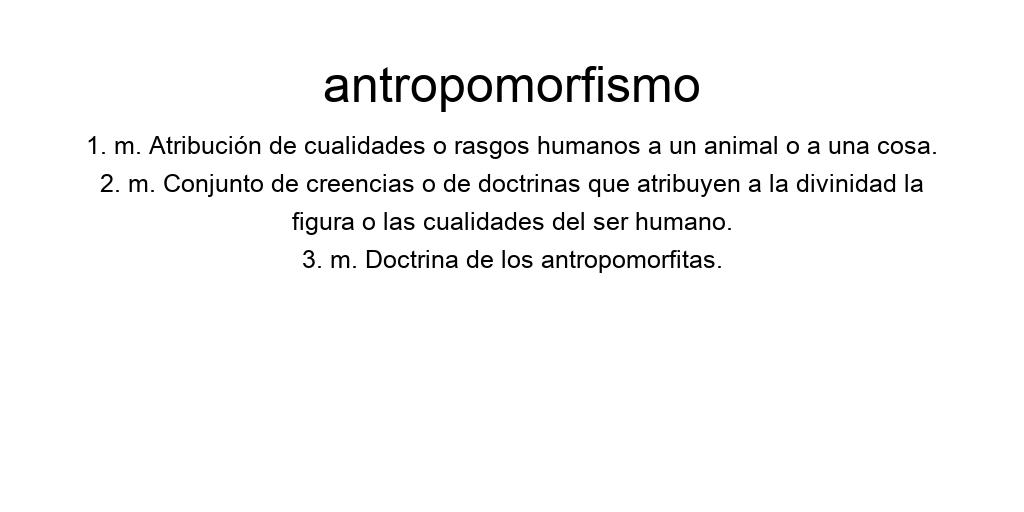 antropomorfismo
1. m. Atribución de cualidades o rasgos humanos a un animal o a una cosa.
2. m. Conjunto de creencias o de doctrinas que atribuyen a la divinidad la
figura o las cualidades del ser humano.
3. m. Doctrina de los antropomorfitas.